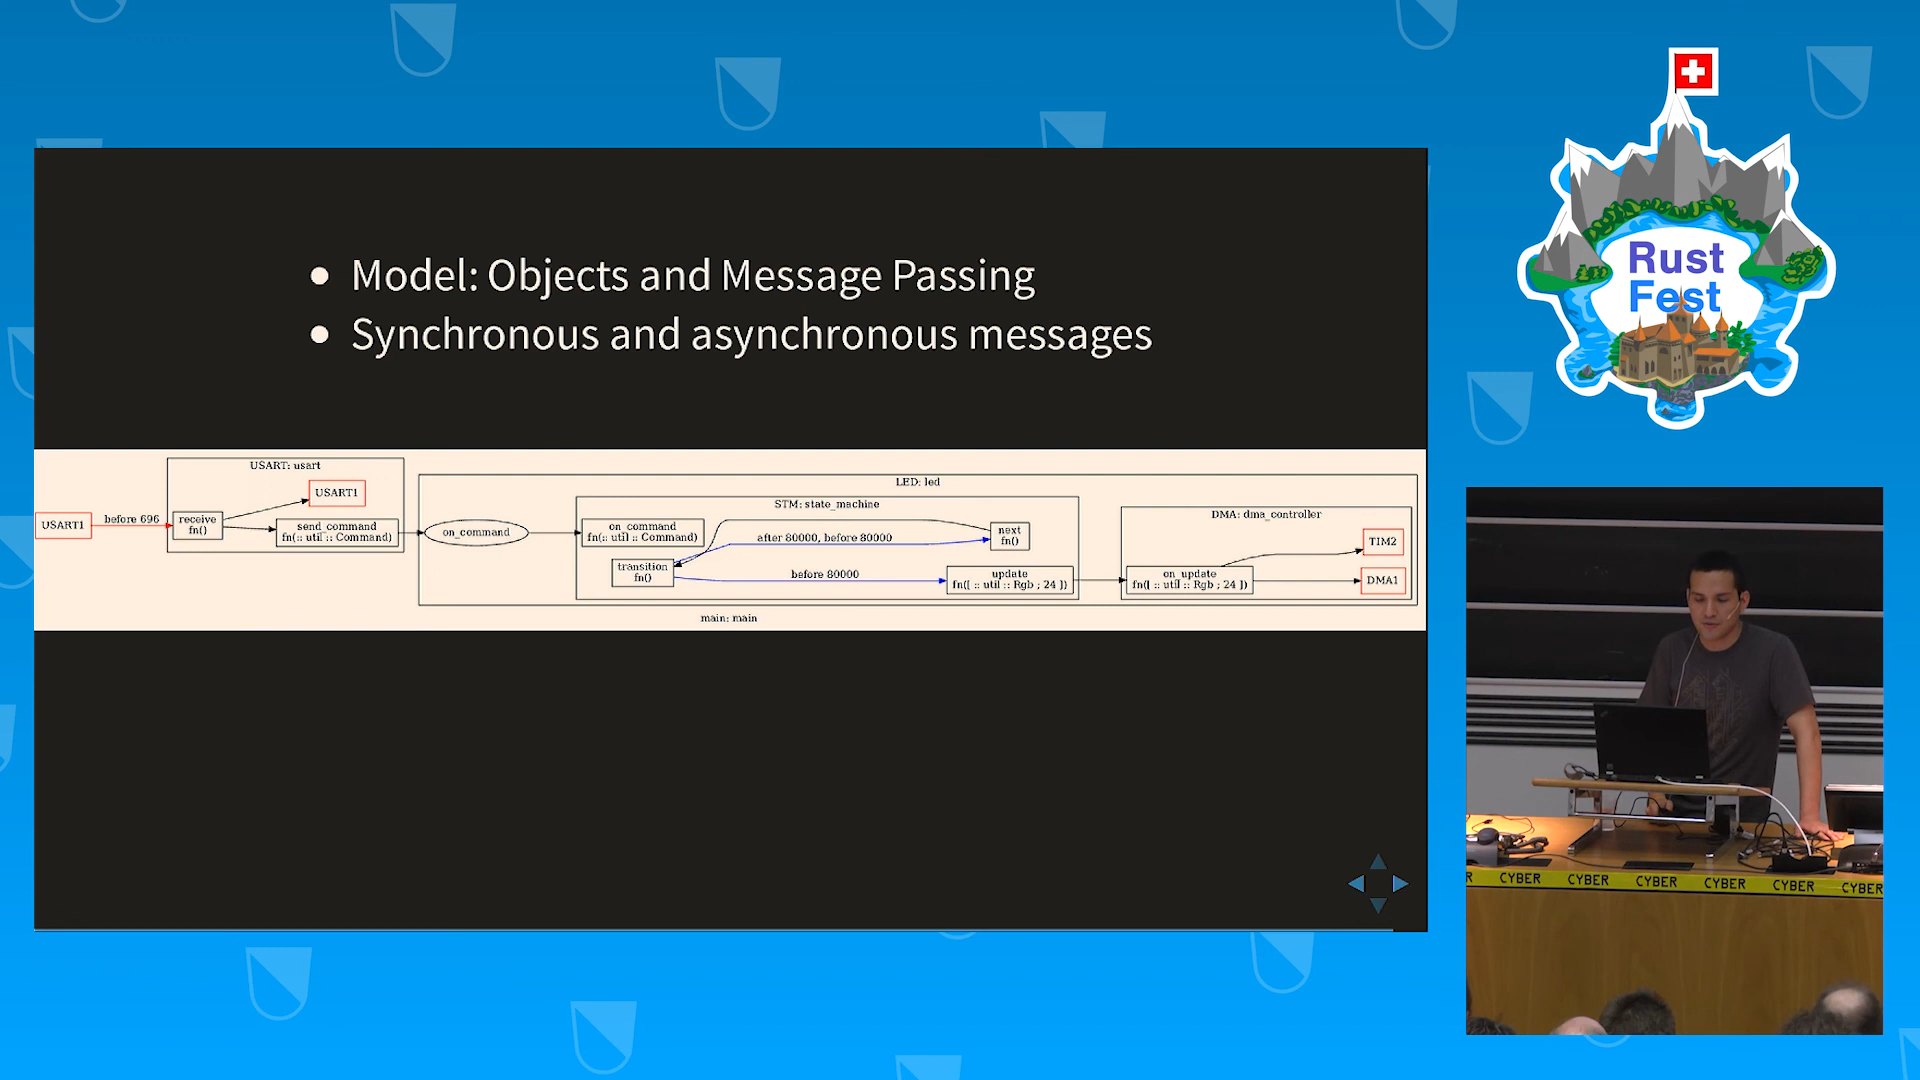 Model: Objects and Message Passing
Synchronous and asynchronous messages
USART1
before 696
USART: usart
receive
fn()
USART1
send_command
fn(:: util :: Command)
LED: led
on_command
STM: state_machine
on_command
fn(:: util :: Command)
transition
fn()
after 80000, before 80000
before 80000
next
fn()
update
fn([ :: util :: Rgb ; 24 ])
DMA: dma_controller
on_update
fn([ :: util :: Rgb ; 24 ])
TIM2
DMA1
main: main
Rust
Fest
CYBER CYBER CYBER CYBER CYBER CYBER